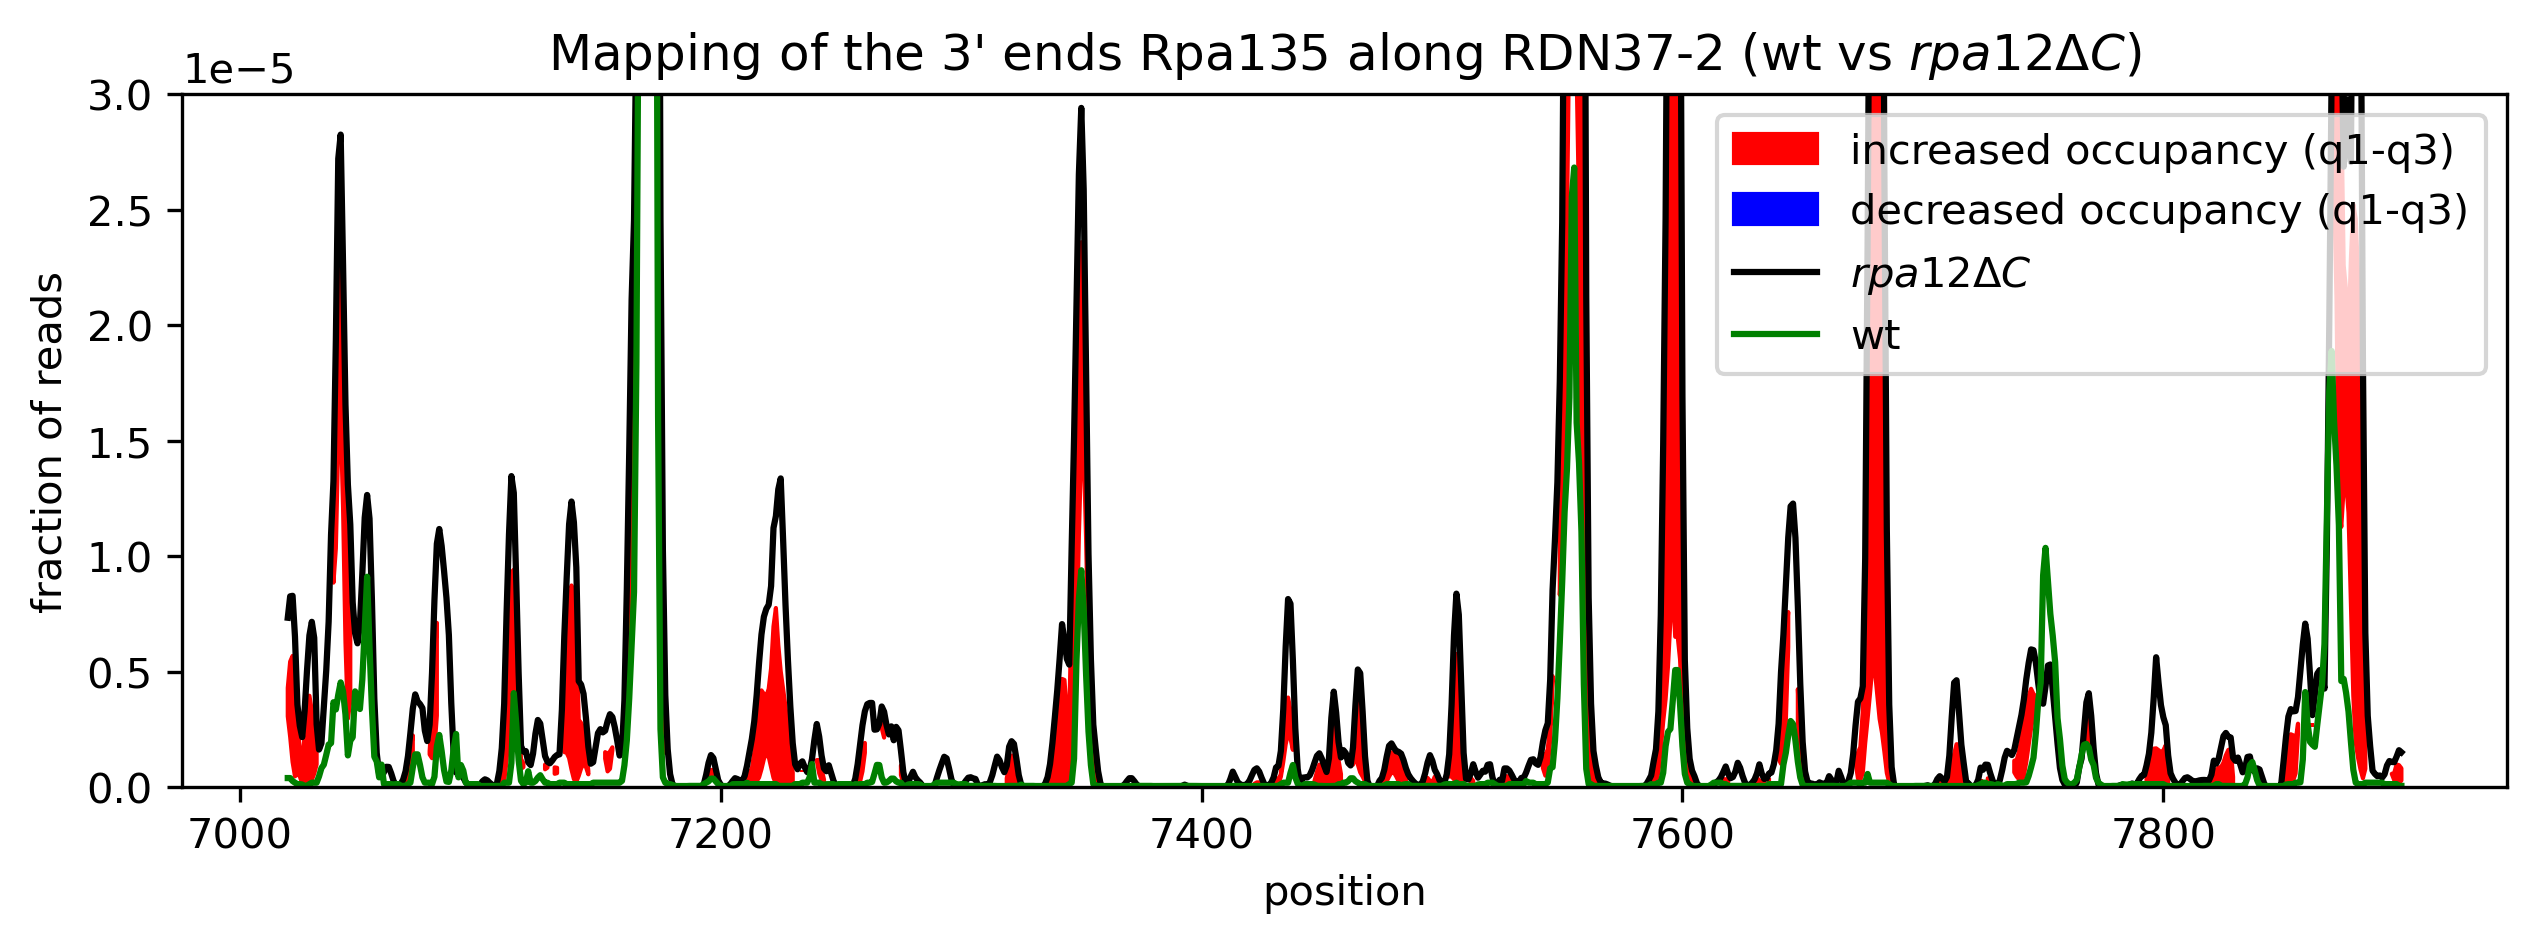 Mapping of the 3' ends Rpa135 along RDN37-2 (wt vs rpa12ΔC)
1e−5
3.0
2.5
2.0
1.5
1.0
0.5
0.0
fraction of reads
increased occupancy (q1-q3)
decreased occupancy (q1-q3)
rpa12ΔC
wt
7000 7200 7400 7600 7800
position